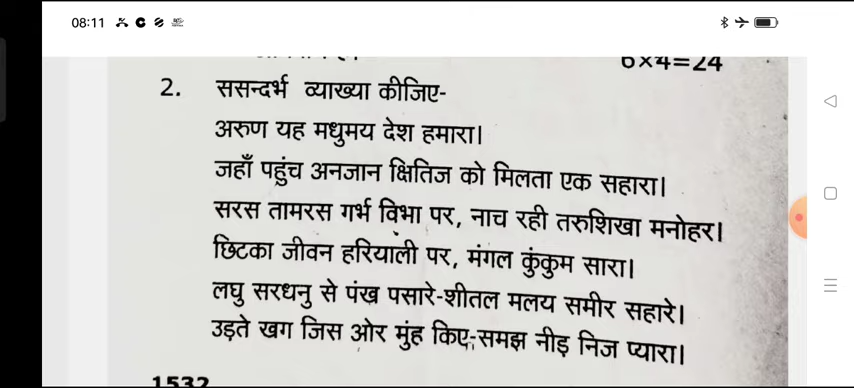 08:11
6×4=24
2. ससन्दर्भ व्याख्या कीजिए-
अरुण यह मधुमय देश हमारा।
जहाँ पहुंच अनजान क्षितिज को मिलता एक सहारा।
सरस तामरस गर्भ विभा पर, नाच रही तरुशिखा मनोहर।
छिटका जीवन हरियाली पर, मंगल कुंकुम सारा।
लघु सरधनु से पंख पसारे-शीतल मलय समीर सहारे।
उड़ते खग जिस ओर मुंह किए-समझ नीड़ निज प्यारा।
1532